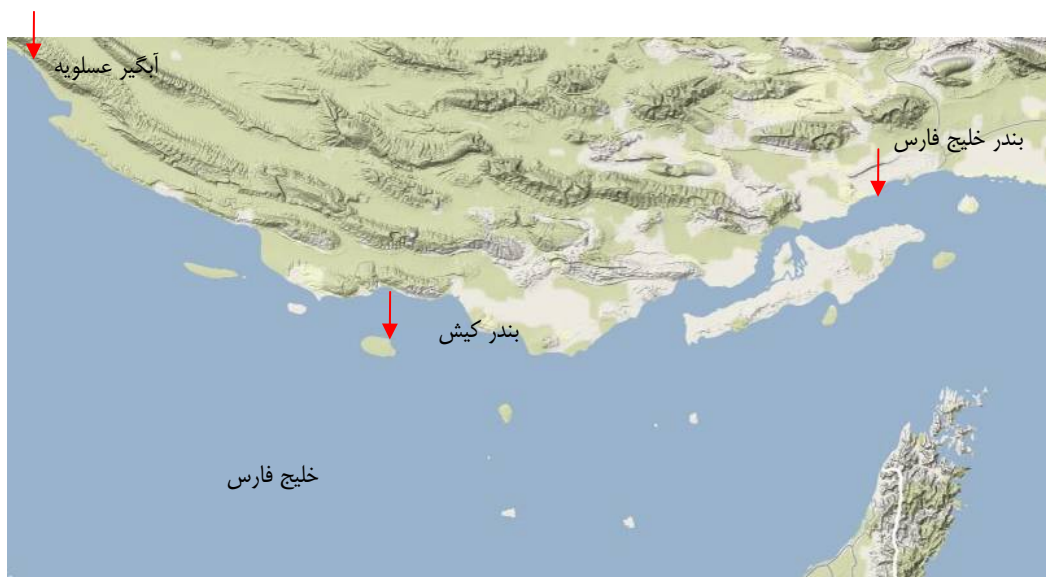 آبگیر عسلویه
بندر خلیج فارس
بندر کیش
خلیج فارس